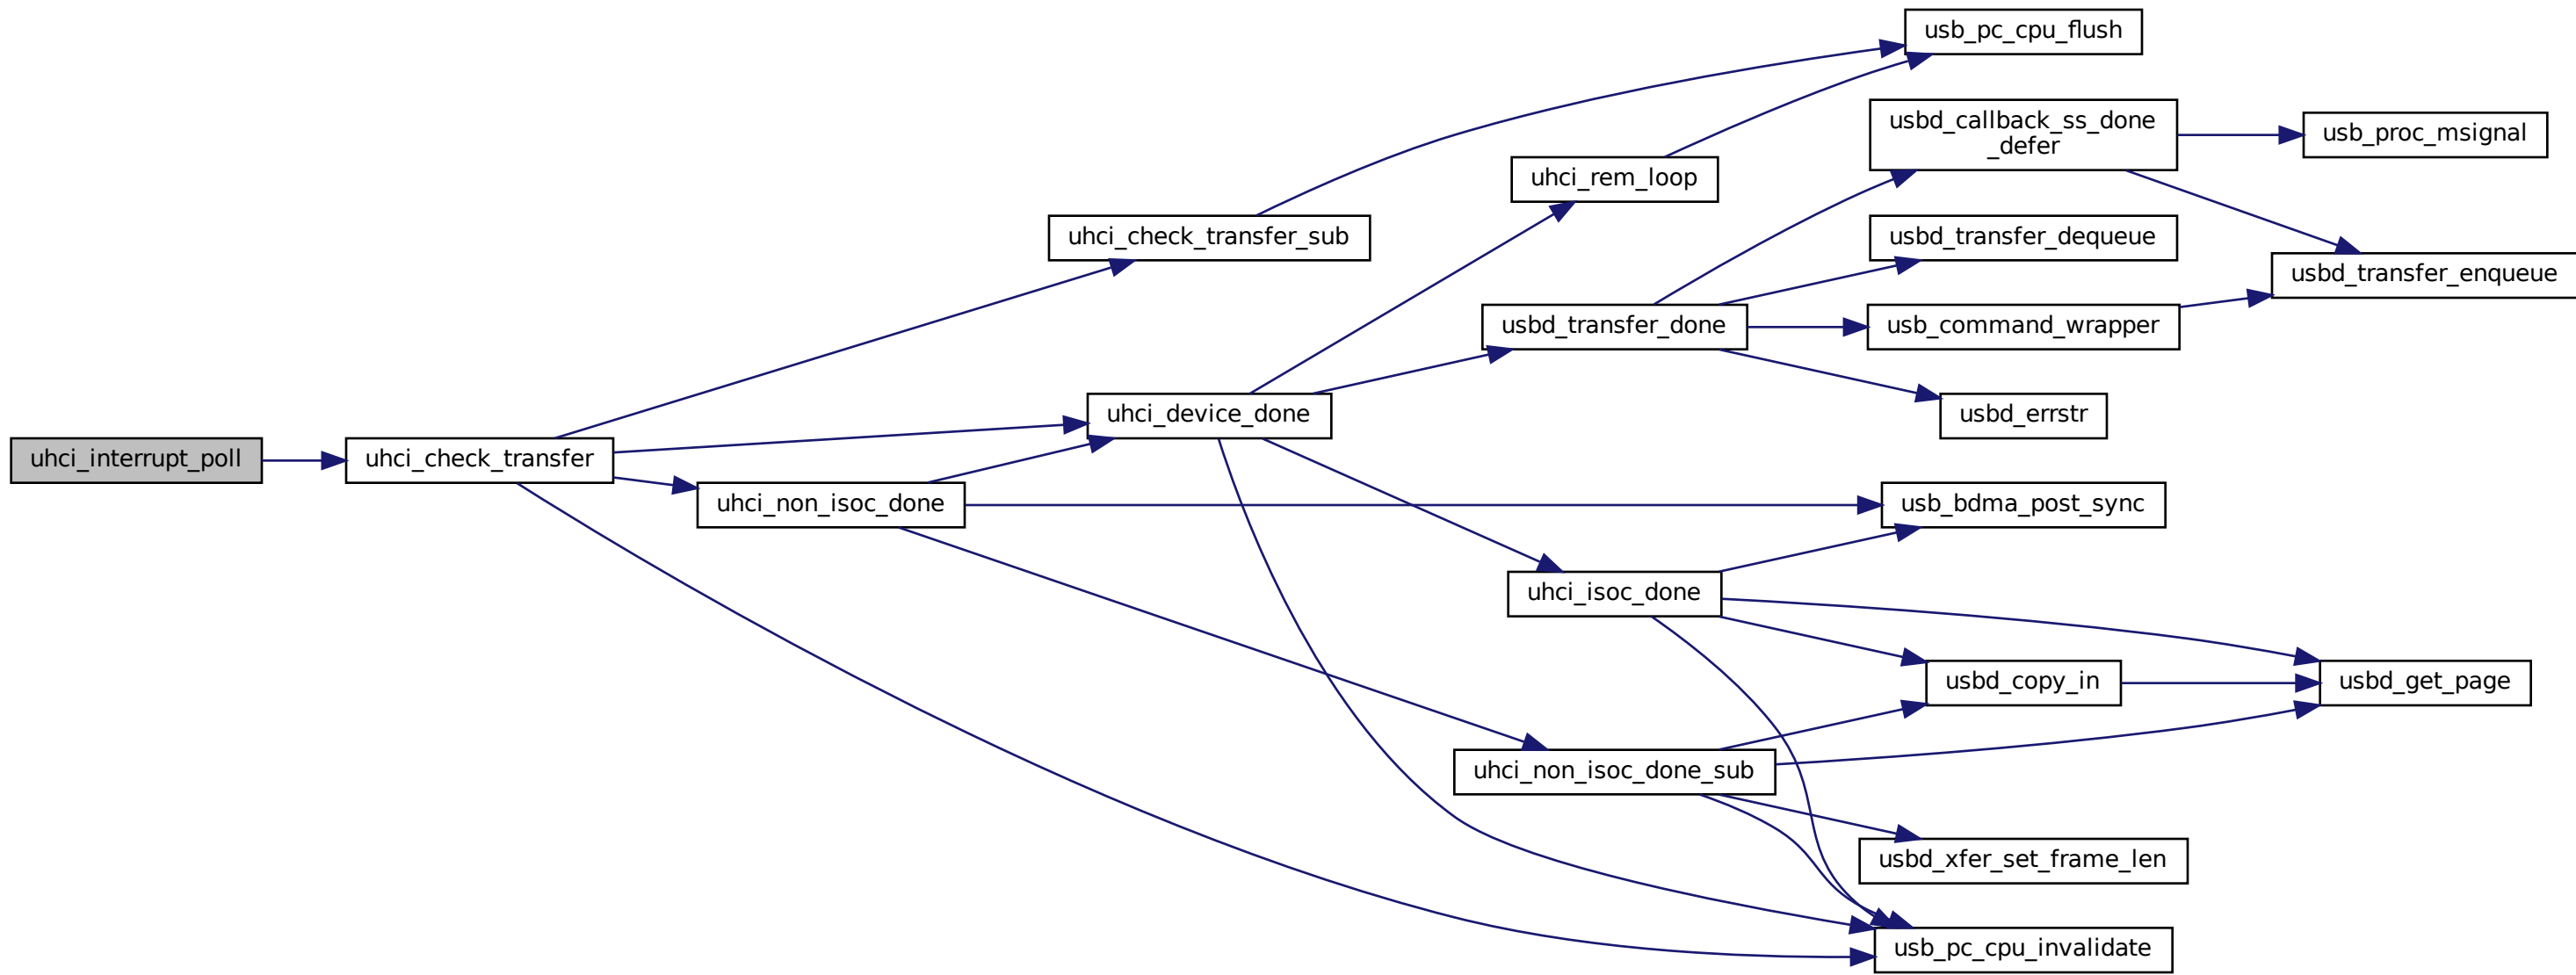 uhci_interrupt_poll
uhci_check_transfer
uhci_non_isoc_done
uhci_check_transfer_sub
uhci_device_done
uhci_rem_loop
usbd_transfer_done
uhci_isoc_done
uhci_non_isoc_done_sub
usb_pc_cpu_flush
usbd_callback_ss_done
_defer
usbd_transfer_dequeue
usb_command_wrapper
usbd_errstr
usb_bdma_post_sync
usbd_copy_in
usbd_xfer_set_frame_len
usb_pc_cpu_invalidate
usb_proc_msignal
usbd_transfer_enqueue
usbd_get_page